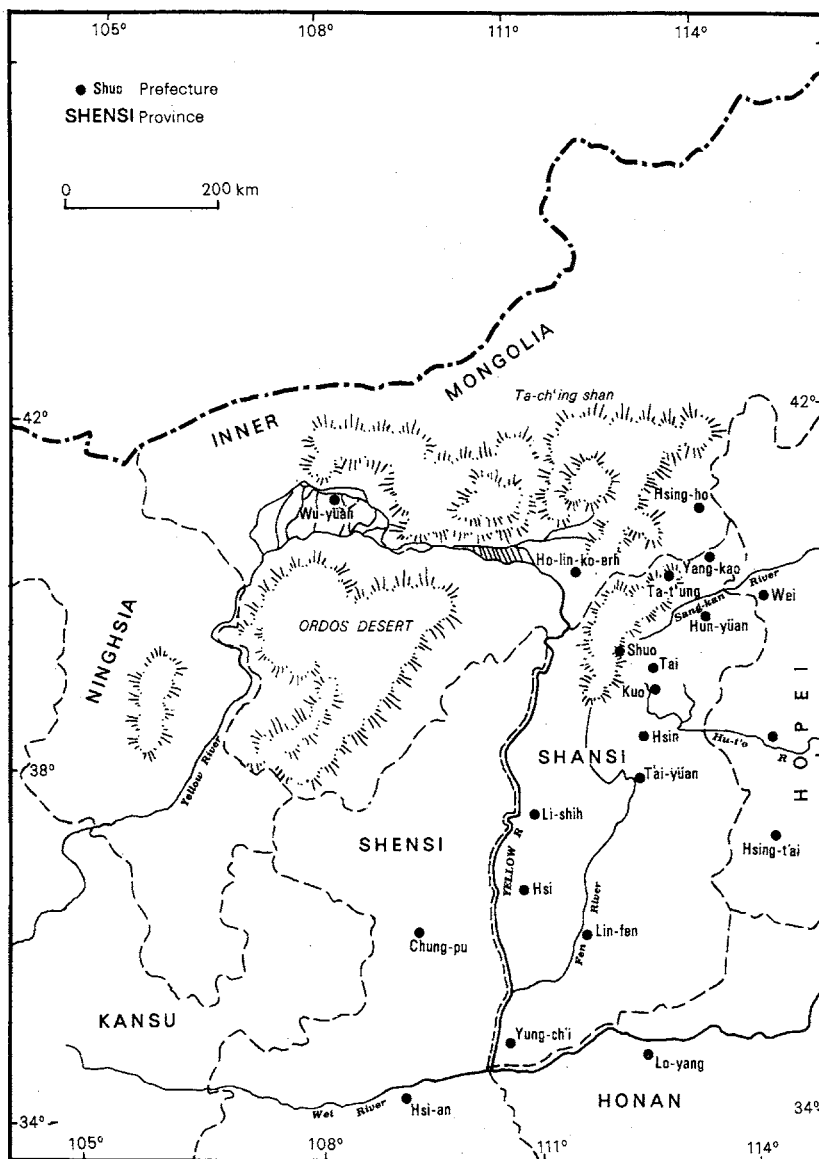 105°
108°
111°
114°
Shuo Prefecture
SHENSI Province
0
200 km
MONGOLIA
INNER
Ta-ch'ing shan
42°
42°
Hsing-ho
Wu-yüan
Ho-lin-ko-erh
Yang-kao
Ta-t'ung
Sang-kan River
Wei
Hun-yüan
ORDOS DESERT
Shuo
Tai
NINGHSIA
Kuo
HOPEI
Hsin
Hu-t'o R
SHANSI
38°
38°
T'ai-yüan
Yellow River
Li-shih
SHENSI
YELLOW R
Hsing-t'ai
Hsi
Fen River
Lin-fen
Chung-pu
KANSU
Yung-ch'i
Lo-yang
Wei River
Hsi-an
HONAN
34°
34°
105°
108°
111°
114°